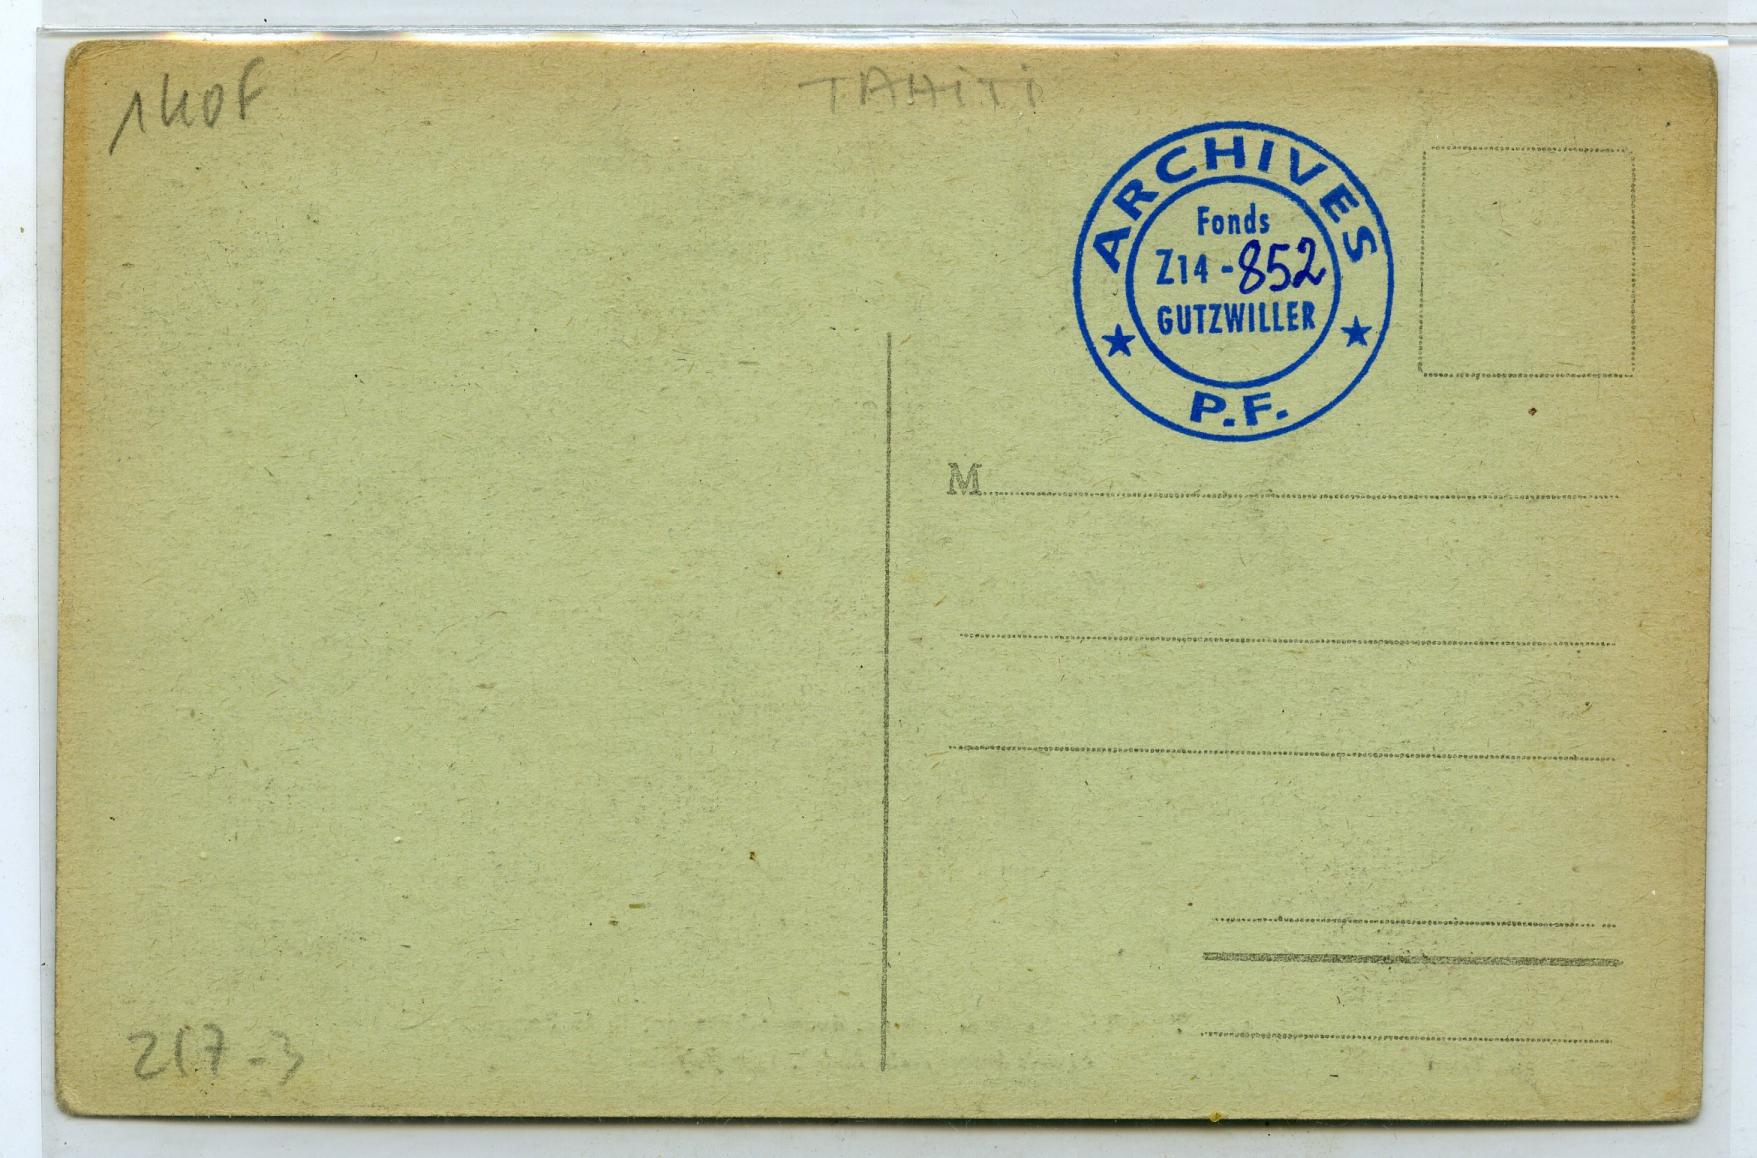 140F
TAHITI
ARCHIVES
Fonds
Z14 - 852
GUTZWILLER
P.F.
M
217-3